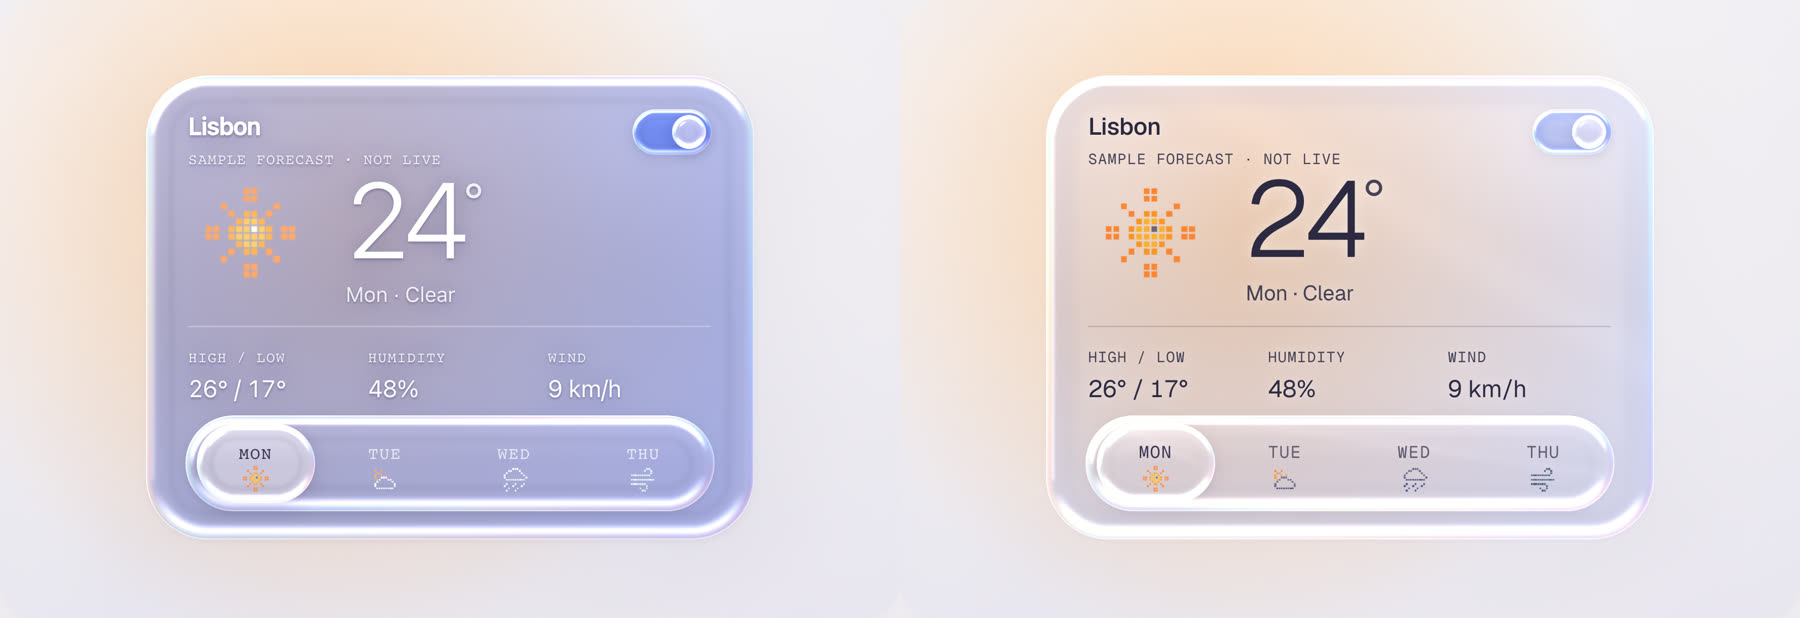 Lisbon
SAMPLE FORECAST · NOT LIVE
24°
Mon · Clear
HIGH / LOW HUMIDITY WIND
26° / 17° 48% 9 km/h
MON TUE WED THU
Lisbon
SAMPLE FORECAST · NOT LIVE
24°
Mon · Clear
HIGH / LOW HUMIDITY WIND
26° / 17° 48% 9 km/h
MON TUE WED THU